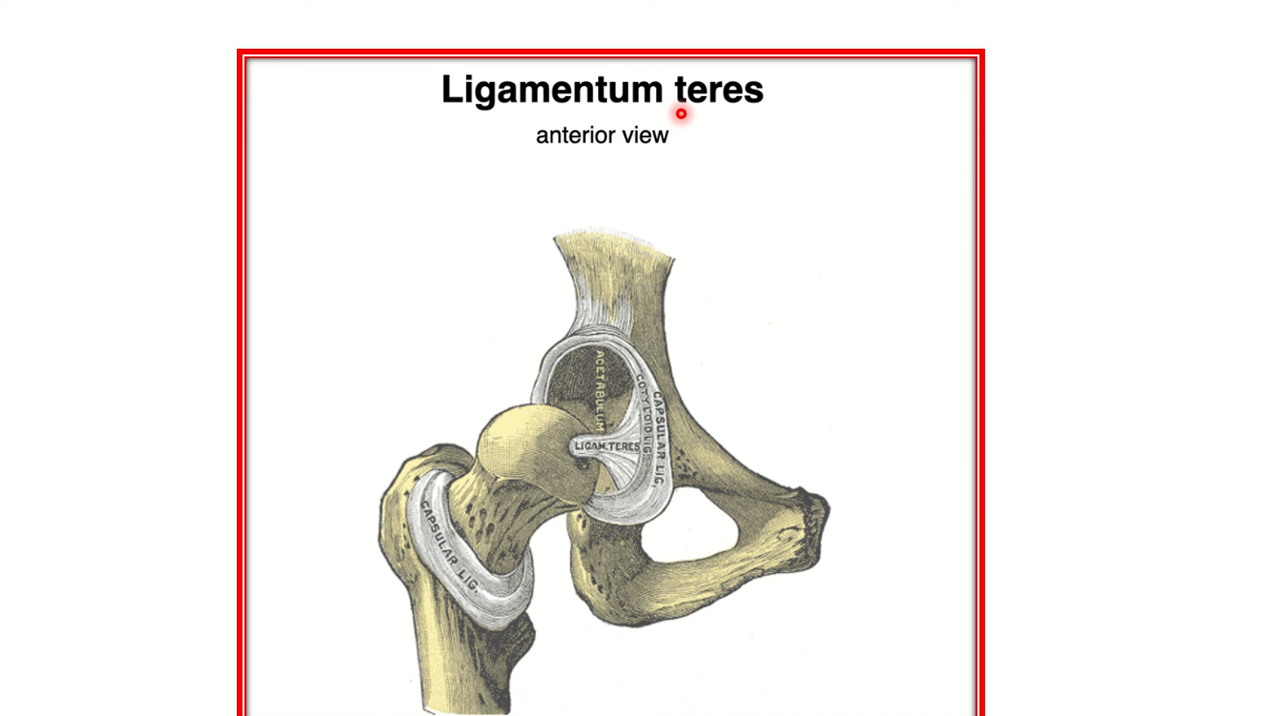 Ligamentum teres
anterior view
ACETABULUM
COTYLOID LIG.
CAPSULAR LIG.
LIGAM. TERES
CAPSULAR LIG.